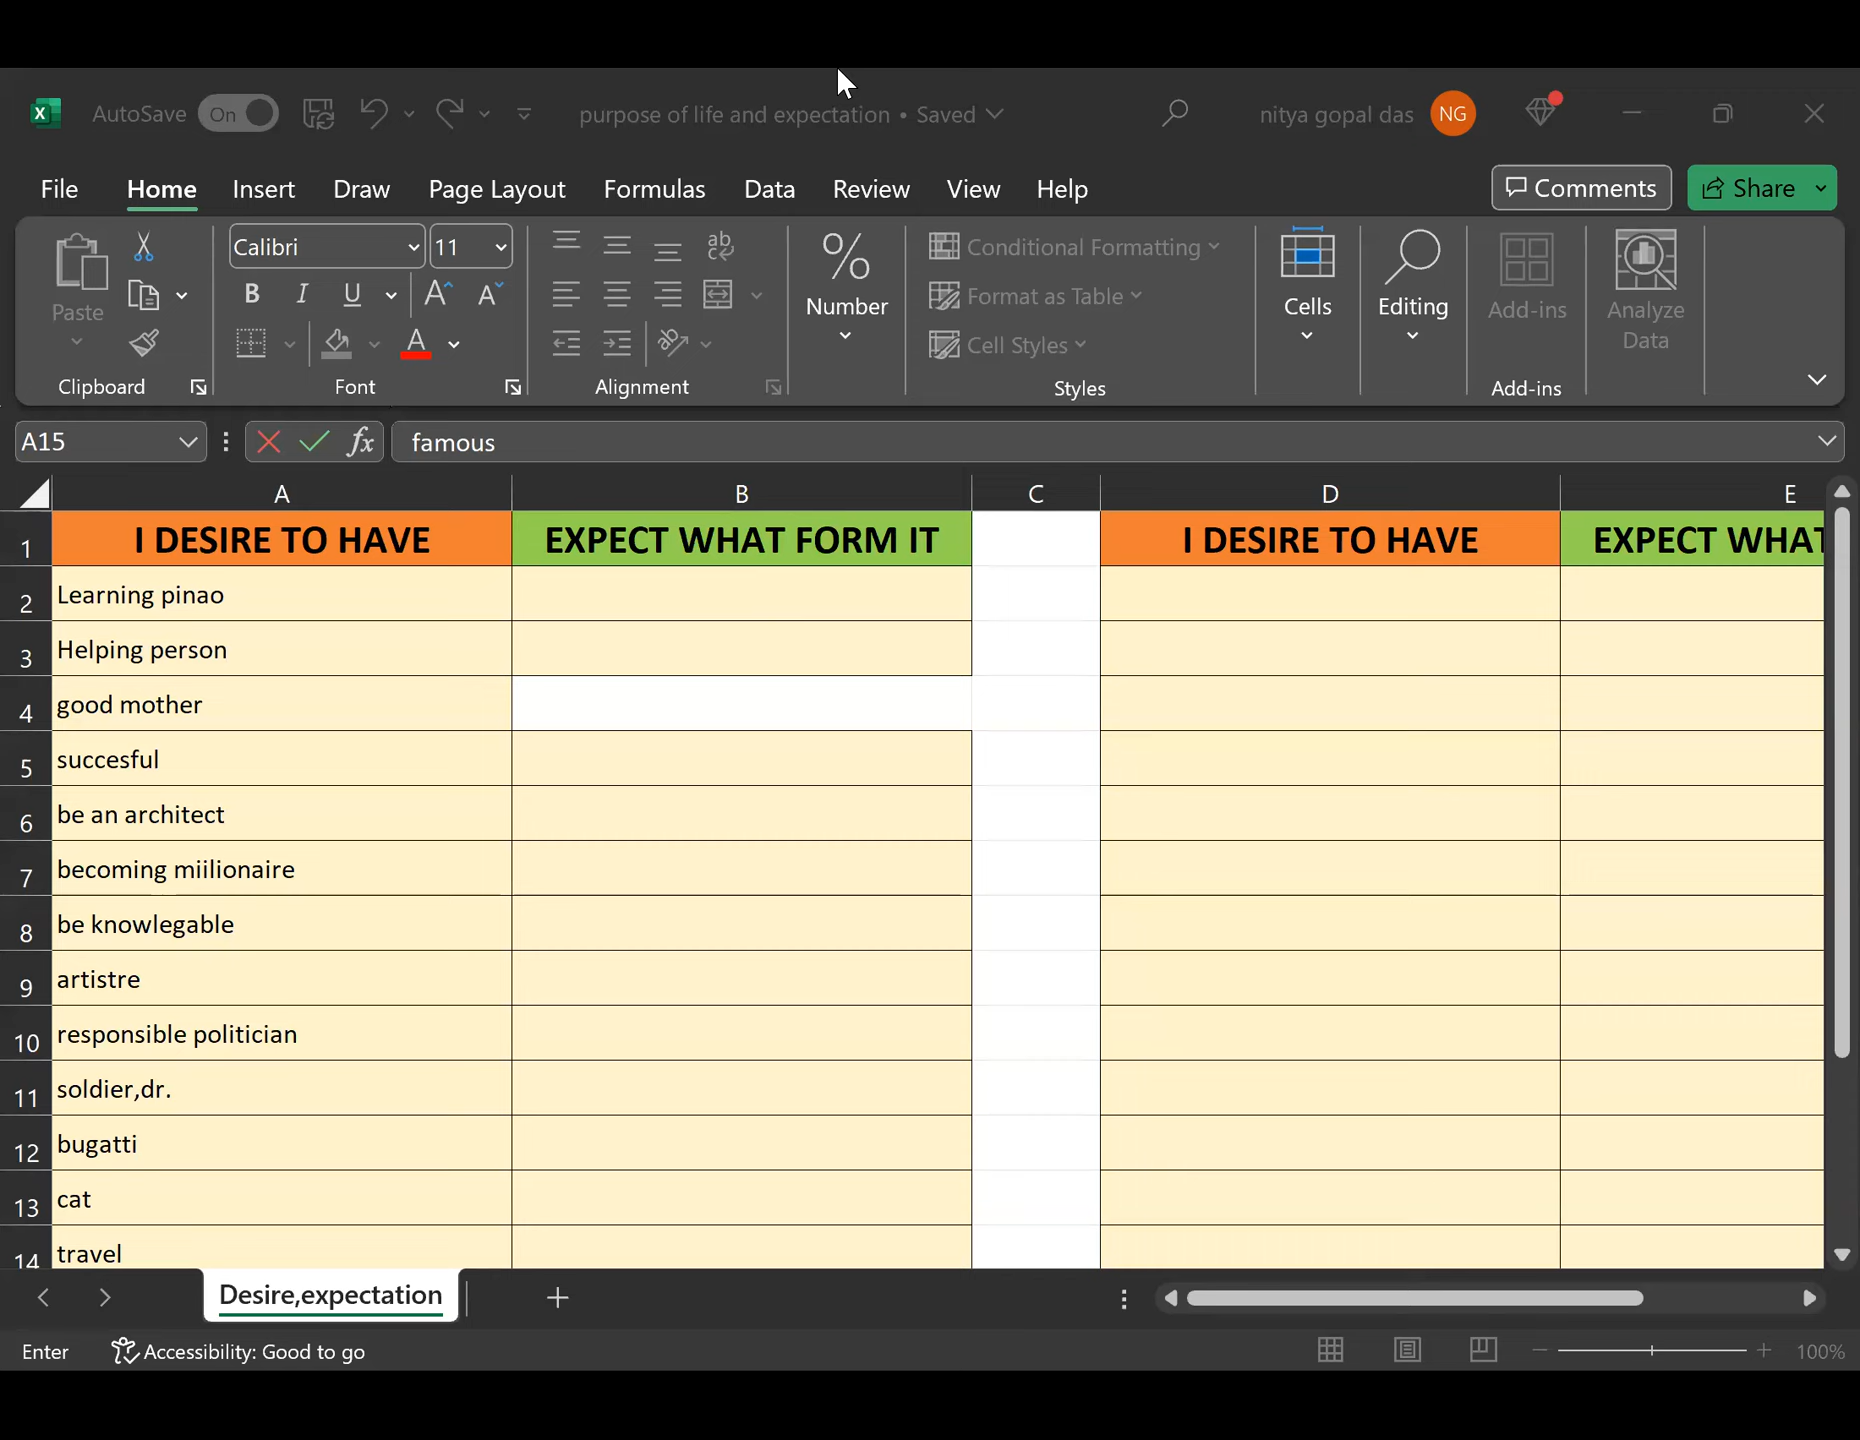 AutoSave On purpose of life and expectation • Saved nitya gopal das NG
File Home Insert Draw Page Layout Formulas Data Review View Help Comments Share
Calibri 11
Paste Number Conditional Formatting Format as Table Cell Styles Cells Editing Add-ins Analyze Data
Clipboard Font Alignment Styles Add-ins
A15 fx famous
A B C D E
1 I DESIRE TO HAVE EXPECT WHAT FORM IT I DESIRE TO HAVE EXPECT WHAT
2 Learning pinao
3 Helping person
4 good mother
5 succesful
6 be an architect
7 becoming miilionaire
8 be knowlegable
9 artistre
10 responsible politician
11 soldier,dr.
12 bugatti
13 cat
14 travel
Desire,expectation
Enter Accessibility: Good to go 100%